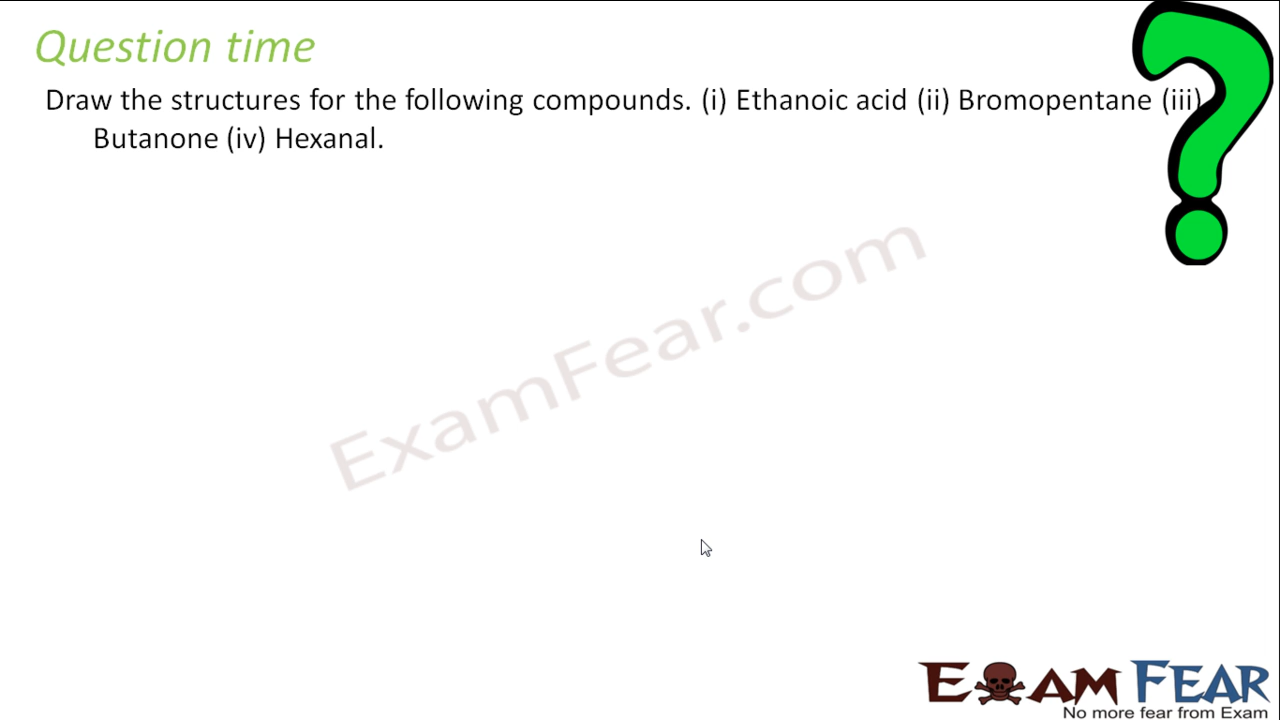 Question time
Draw the structures for the following compounds. (i) Ethanoic acid (ii) Bromopentane (iii)
Butanone (iv) Hexanal.
ExamFear.com
EXAM FEAR
No more fear from Exam